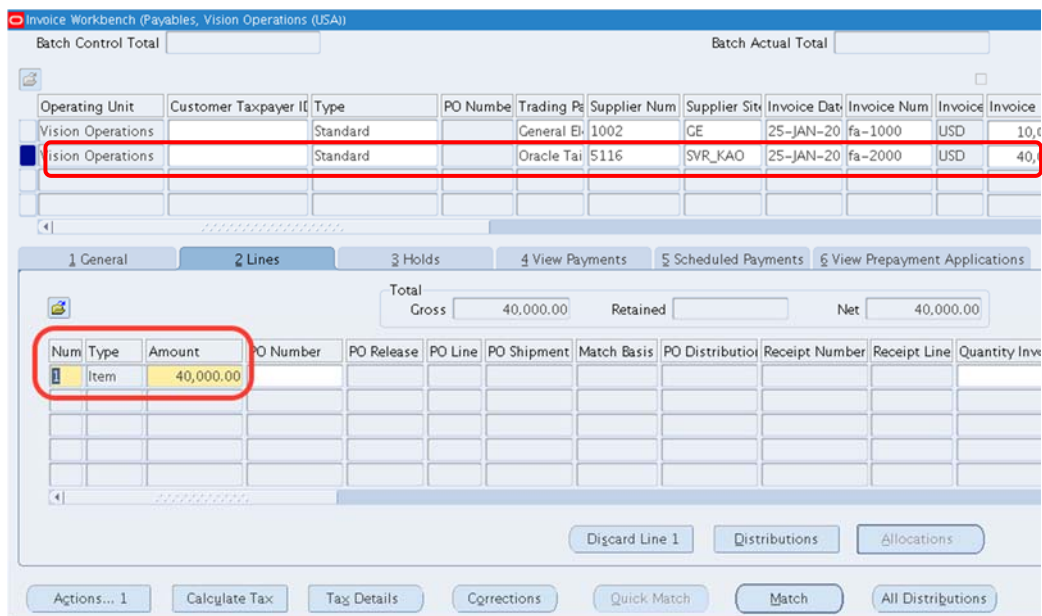 Invoice Workbench (Payables, Vision Operations (USA))
Batch Control Total Batch Actual Total
Operating Unit Customer Taxpayer ID Type PO Numbe Trading Pa Supplier Num Supplier Site Invoice Date Invoice Num Invoice Invoice
Vision Operations Standard General El 1002 GE 25-JAN-20 fa-1000 USD 10,0
Vision Operations Standard Oracle Tai 5116 SVR_KAO 25-JAN-20 fa-2000 USD 40,0
1 General 2 Lines 3 Holds 4 View Payments 5 Scheduled Payments 6 View Prepayment Applications
Total
Gross 40,000.00 Retained Net 40,000.00
Num Type Amount PO Number PO Release PO Line PO Shipment Match Basis PO Distribution Receipt Number Receipt Line Quantity Invo
1 Item 40,000.00
Discard Line 1 Distributions Allocations
Actions... 1 Calculate Tax Tax Details Corrections Quick Match Match All Distributions